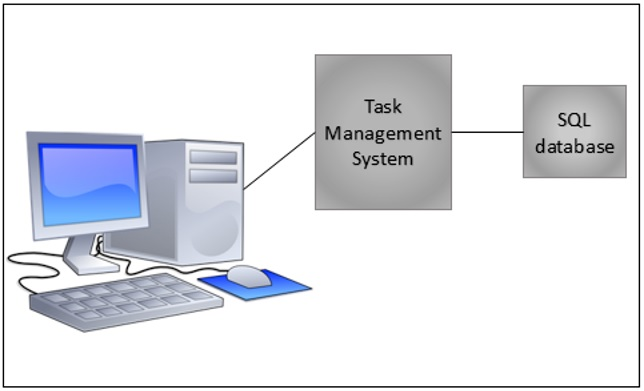 Task
Management
System
SQL
database